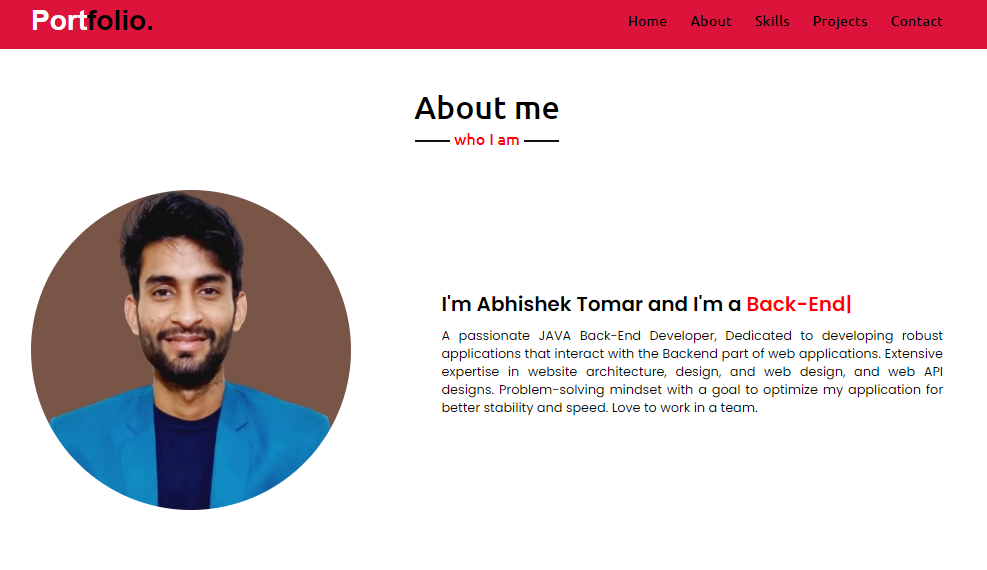 Portfolio.
Home About Skills Projects Contact
About me
who I am
I'm Abhishek Tomar and I'm a Back-End|
A passionate JAVA Back-End Developer, Dedicated to developing robust
applications that interact with the Backend part of web applications. Extensive
expertise in website architecture, design, and web design, and web API
designs. Problem-solving mindset with a goal to optimize my application for
better stability and speed. Love to work in a team.